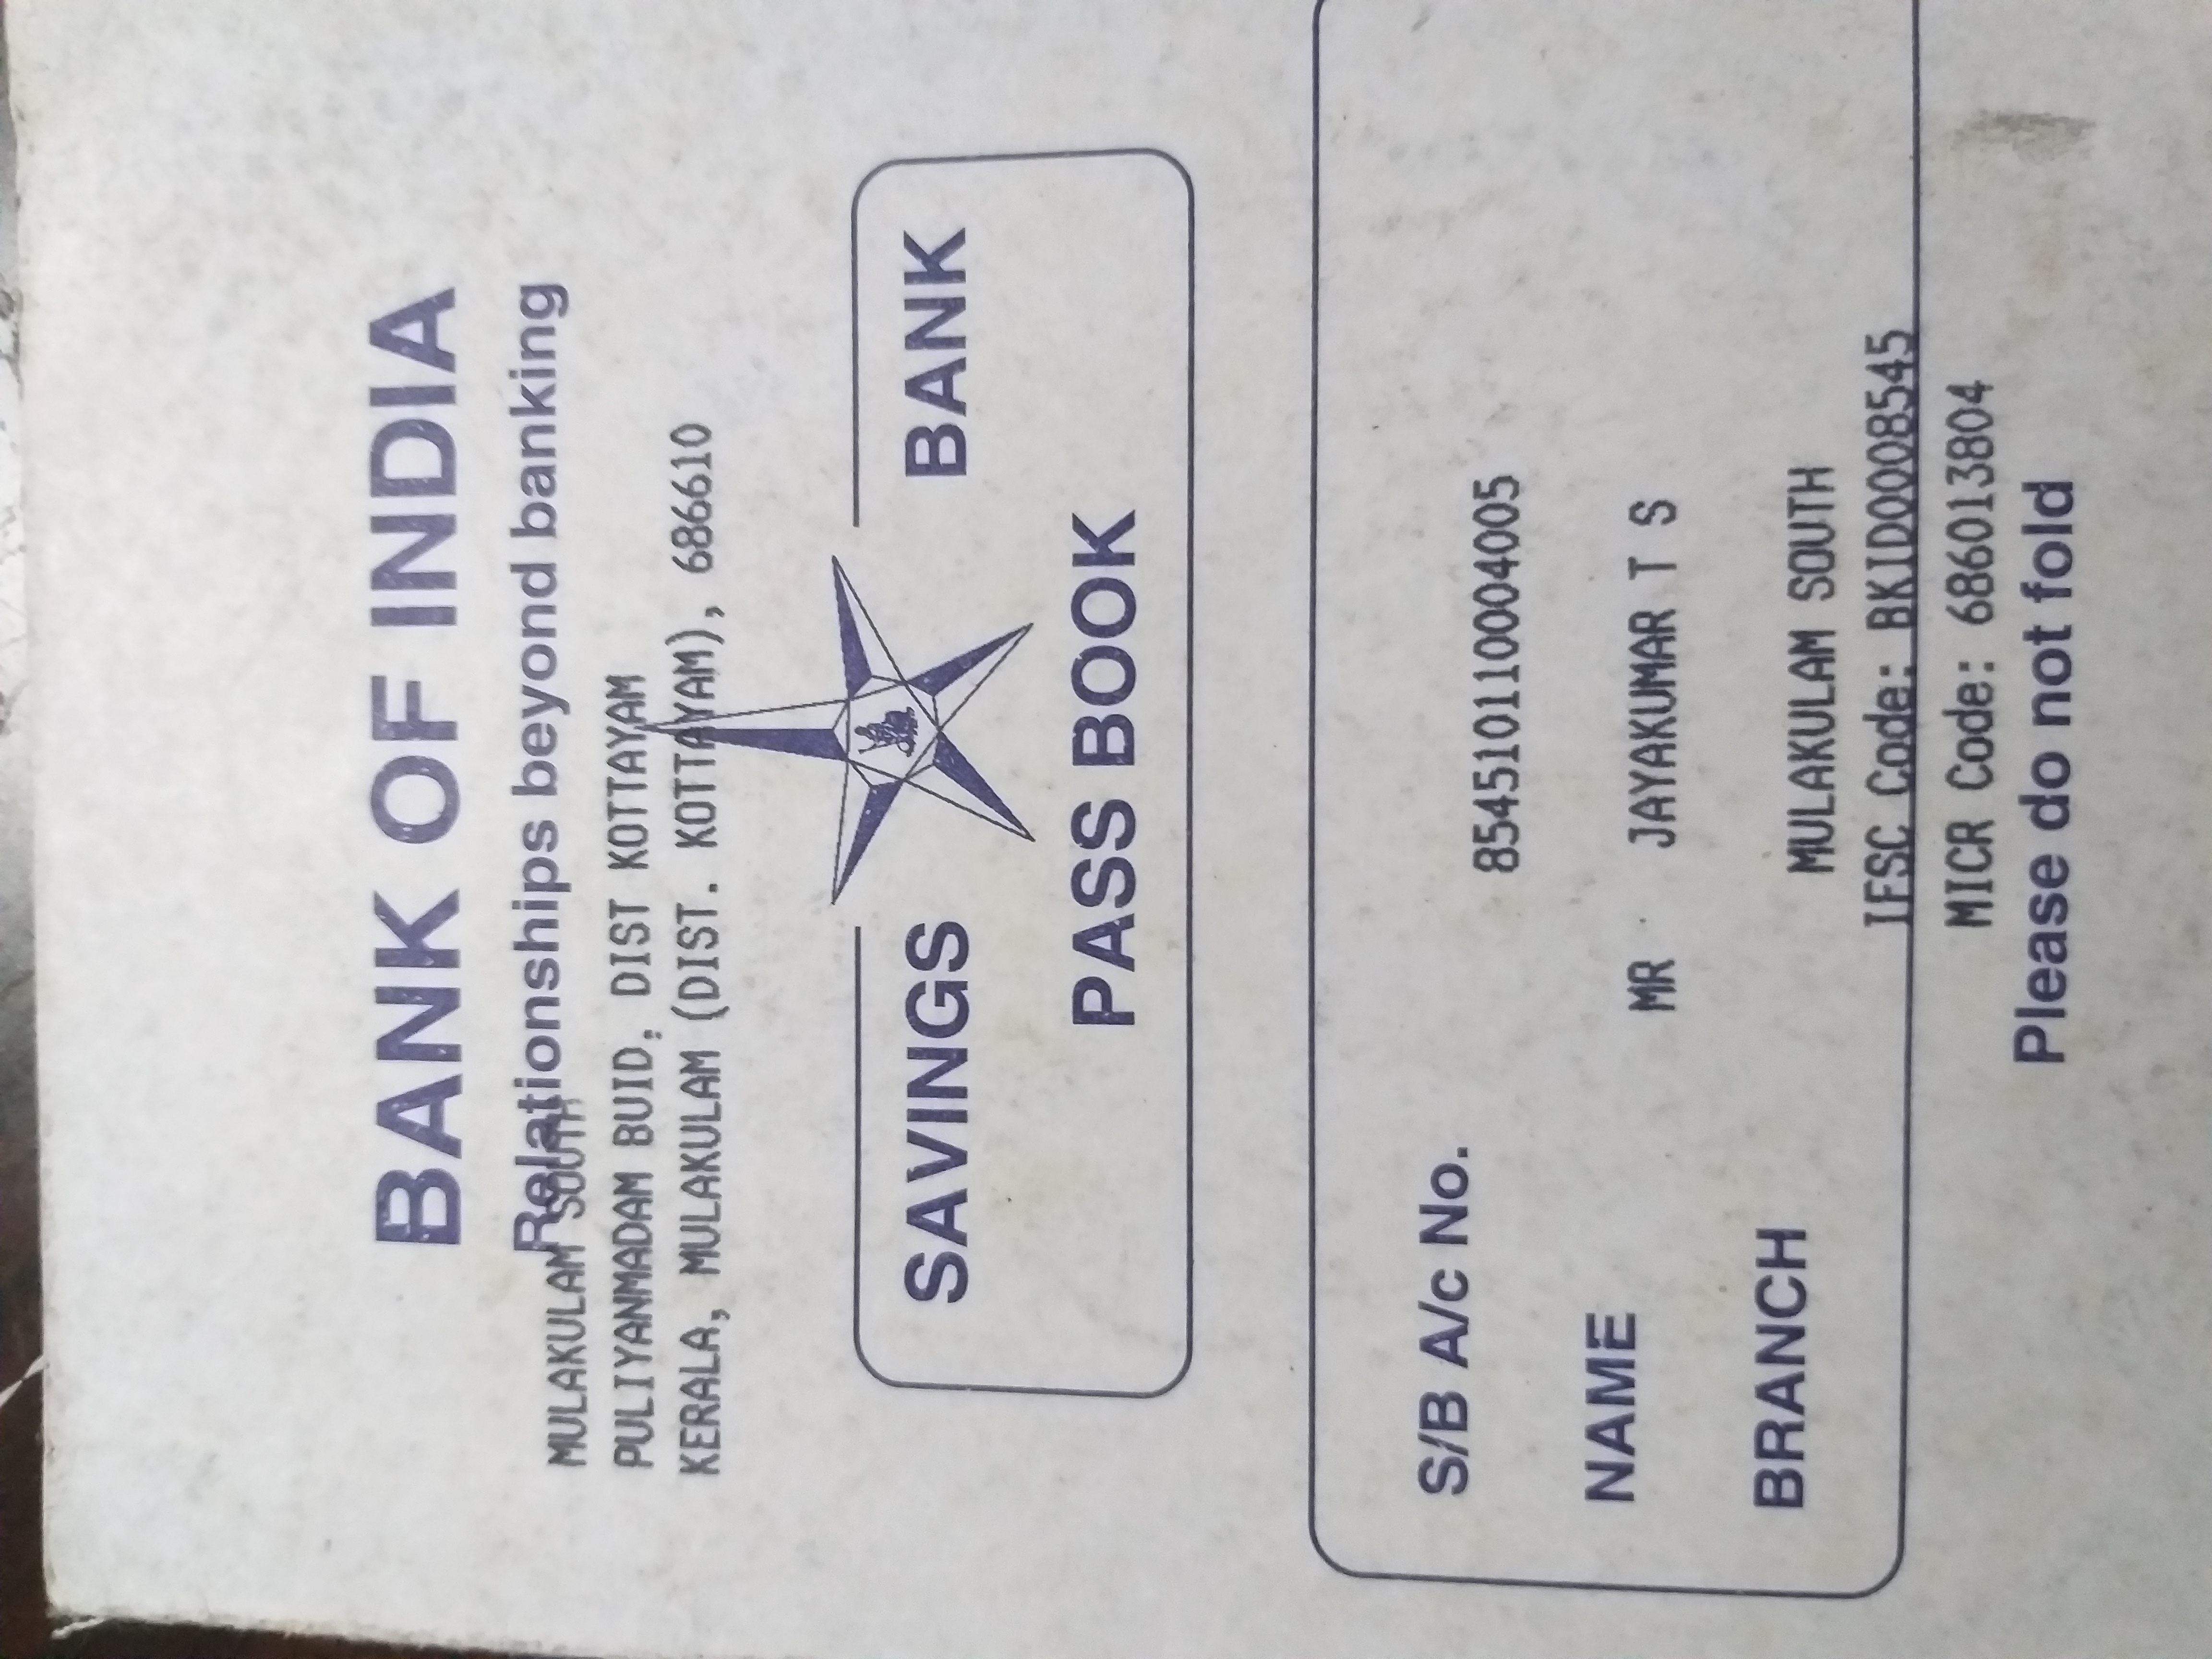 BANK OF INDIA
Relationships beyond banking
MULAKULAM SOUTH
PULIYANMADAM BUID, DIST KOTTAYAM
KERALA, MULAKULAM (DIST. KOTTAYAM), 686610
SAVINGS BANK
PASS BOOK
S/B A/c No.
854510110004005
NAME
MR JAYAKUMAR T S
BRANCH
MULAKULAM SOUTH
IFSC Code: BKID0008545
MICR Code: 686013804
Please do not fold